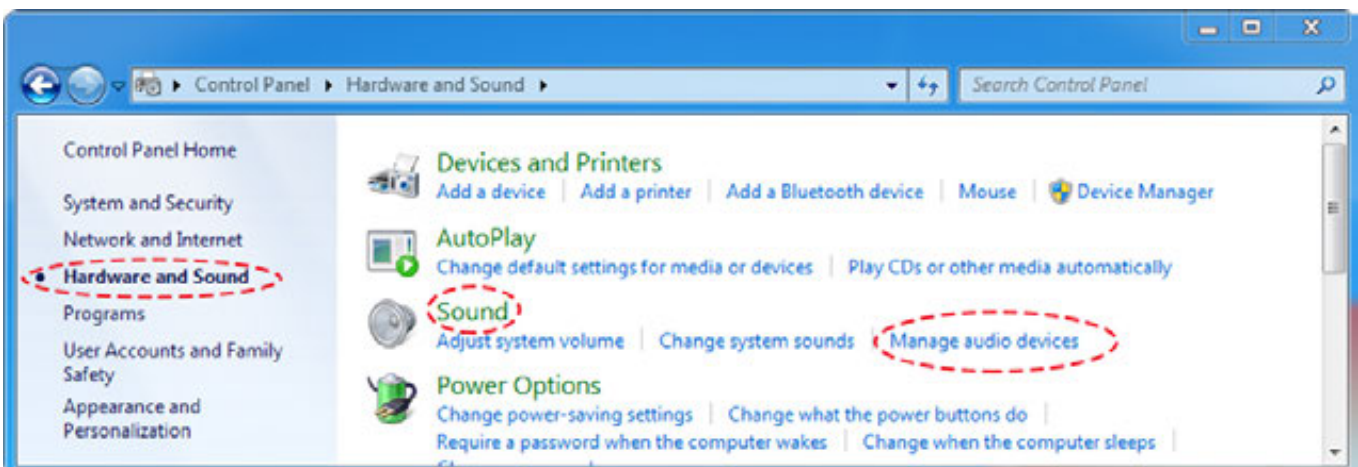 Control Panel Hardware and Sound Search Control Panel
Control Panel Home
System and Security
Network and Internet
Hardware and Sound
Programs
User Accounts and Family
Safety
Appearance and
Personalization
Devices and Printers
Add a device Add a printer Add a Bluetooth device Mouse Device Manager
AutoPlay
Change default settings for media or devices Play CDs or other media automatically
Sound
Adjust system volume Change system sounds Manage audio devices
Power Options
Change power-saving settings Change what the power buttons do
Require a password when the computer wakes Change when the computer sleeps